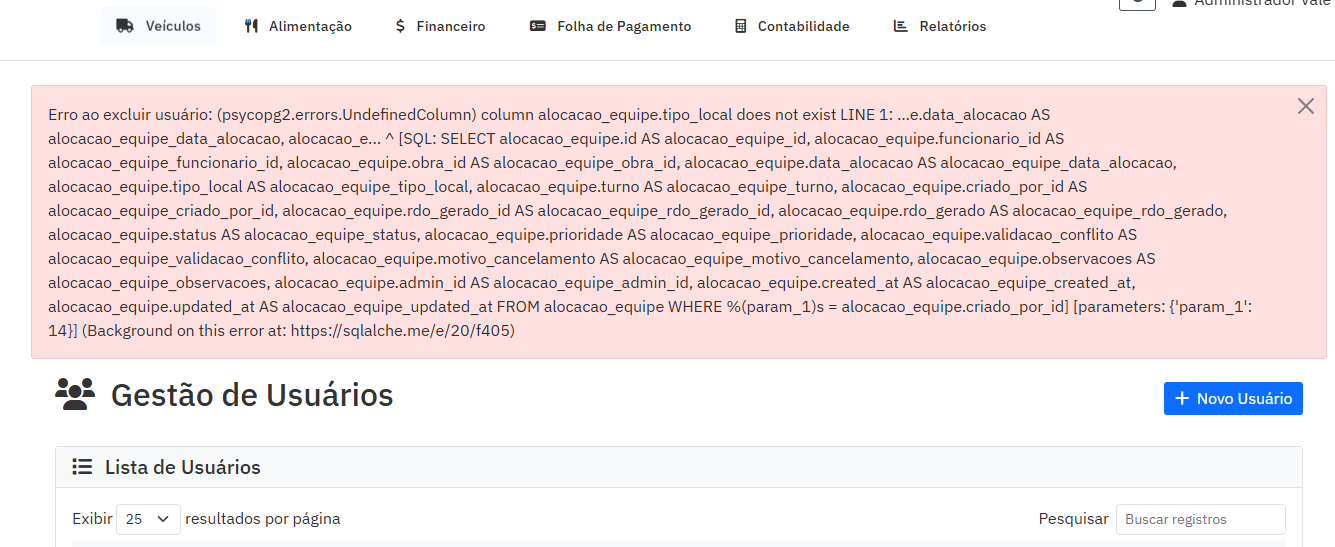 Administrador Vale
Veículos Alimentação Financeiro Folha de Pagamento Contabilidade Relatórios
Erro ao excluir usuário: (psycopg2.errors.UndefinedColumn) column alocacao_equipe.tipo_local does not exist LINE 1: ...e.data_alocacao AS
alocacao_equipe_data_alocacao, alocacao_e... ^ [SQL: SELECT alocacao_equipe.id AS alocacao_equipe_id, alocacao_equipe.funcionario_id AS
alocacao_equipe_funcionario_id, alocacao_equipe.obra_id AS alocacao_equipe_obra_id, alocacao_equipe.data_alocacao AS alocacao_equipe_data_alocacao,
alocacao_equipe.tipo_local AS alocacao_equipe_tipo_local, alocacao_equipe.turno AS alocacao_equipe_turno, alocacao_equipe.criado_por_id AS
alocacao_equipe_criado_por_id, alocacao_equipe.rdo_gerado_id AS alocacao_equipe_rdo_gerado_id, alocacao_equipe.rdo_gerado AS alocacao_equipe_rdo_gerado,
alocacao_equipe.status AS alocacao_equipe_status, alocacao_equipe.prioridade AS alocacao_equipe_prioridade, alocacao_equipe.validacao_conflito AS
alocacao_equipe_validacao_conflito, alocacao_equipe.motivo_cancelamento AS alocacao_equipe_motivo_cancelamento, alocacao_equipe.observacoes AS
alocacao_equipe_observacoes, alocacao_equipe.admin_id AS alocacao_equipe_admin_id, alocacao_equipe.created_at AS alocacao_equipe_created_at,
alocacao_equipe.updated_at AS alocacao_equipe_updated_at FROM alocacao_equipe WHERE %(param_1)s = alocacao_equipe.criado_por_id] [parameters: {'param_1':
14}] (Background on this error at: https://sqlalche.me/e/20/f405)
Gestão de Usuários
+ Novo Usuário
Lista de Usuários
Exibir 25 resultados por página Pesquisar Buscar registros